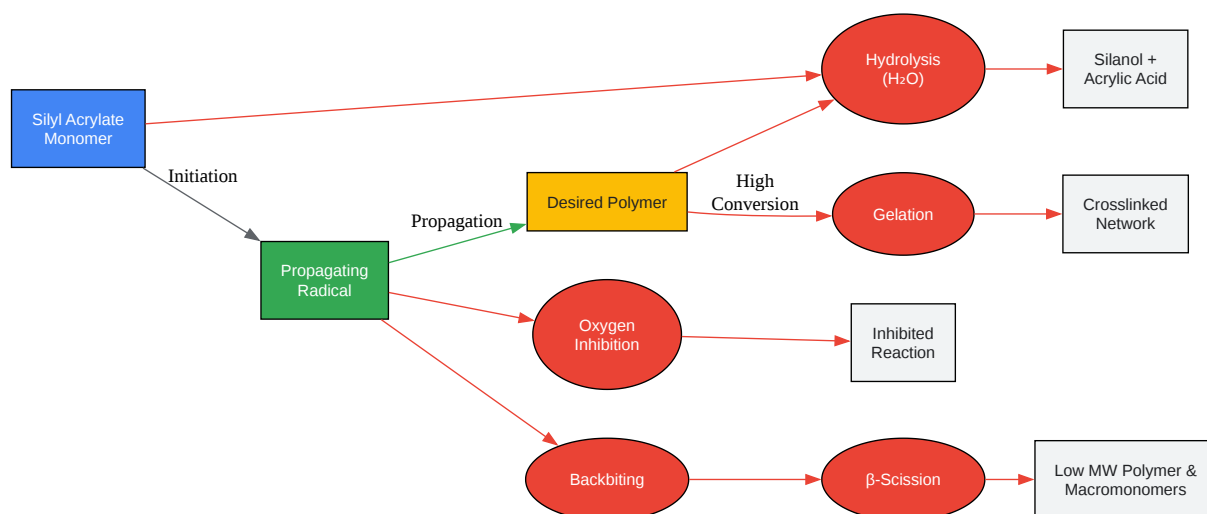 Silyl Acrylate
Monomer
Initiation
Propagating
Radical
Propagation
Desired Polymer
High
Conversion
Hydrolysis
(H₂O)
Silanol +
Acrylic Acid
Gelation
Crosslinked
Network
Oxygen
Inhibition
Inhibited
Reaction
Backbiting
β-Scission
Low MW Polymer &
Macromonomers